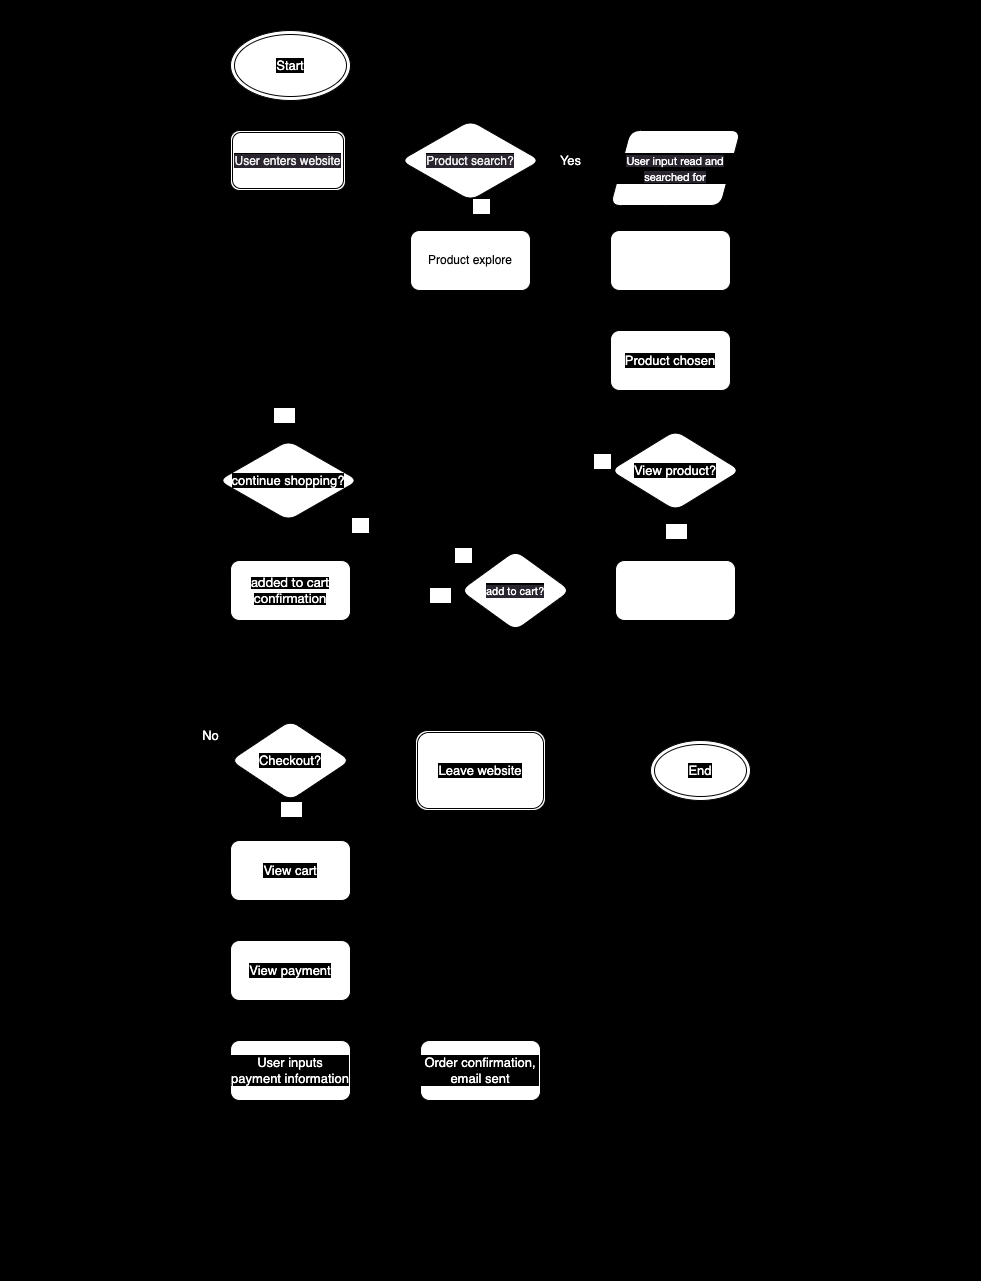 Start
User enters website
Product search?
Yes
User input read and
searched for
Product explore
Product chosen
continue shopping?
View product?
added to cart
confirmation
add to cart?
No
Checkout?
Leave website
End
View cart
View payment
User inputs
payment information
Order confirmation,
email sent